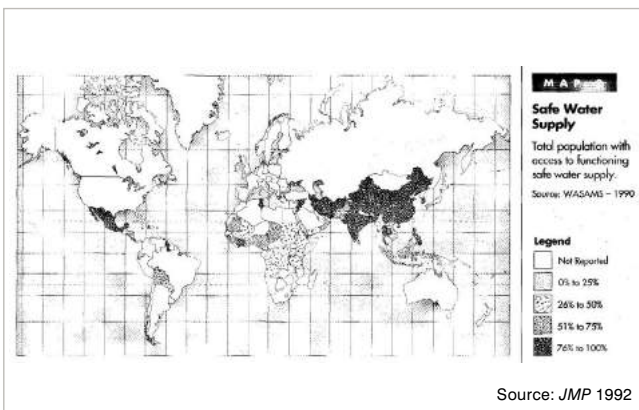 MAP
Safe Water
Supply
Total population with
access to functioning
safe water supply.
Source: WASAMS – 1990
Legend
Not Reported
0% to 25%
26% to 50%
51% to 75%
76% to 100%
Source: JMP 1992